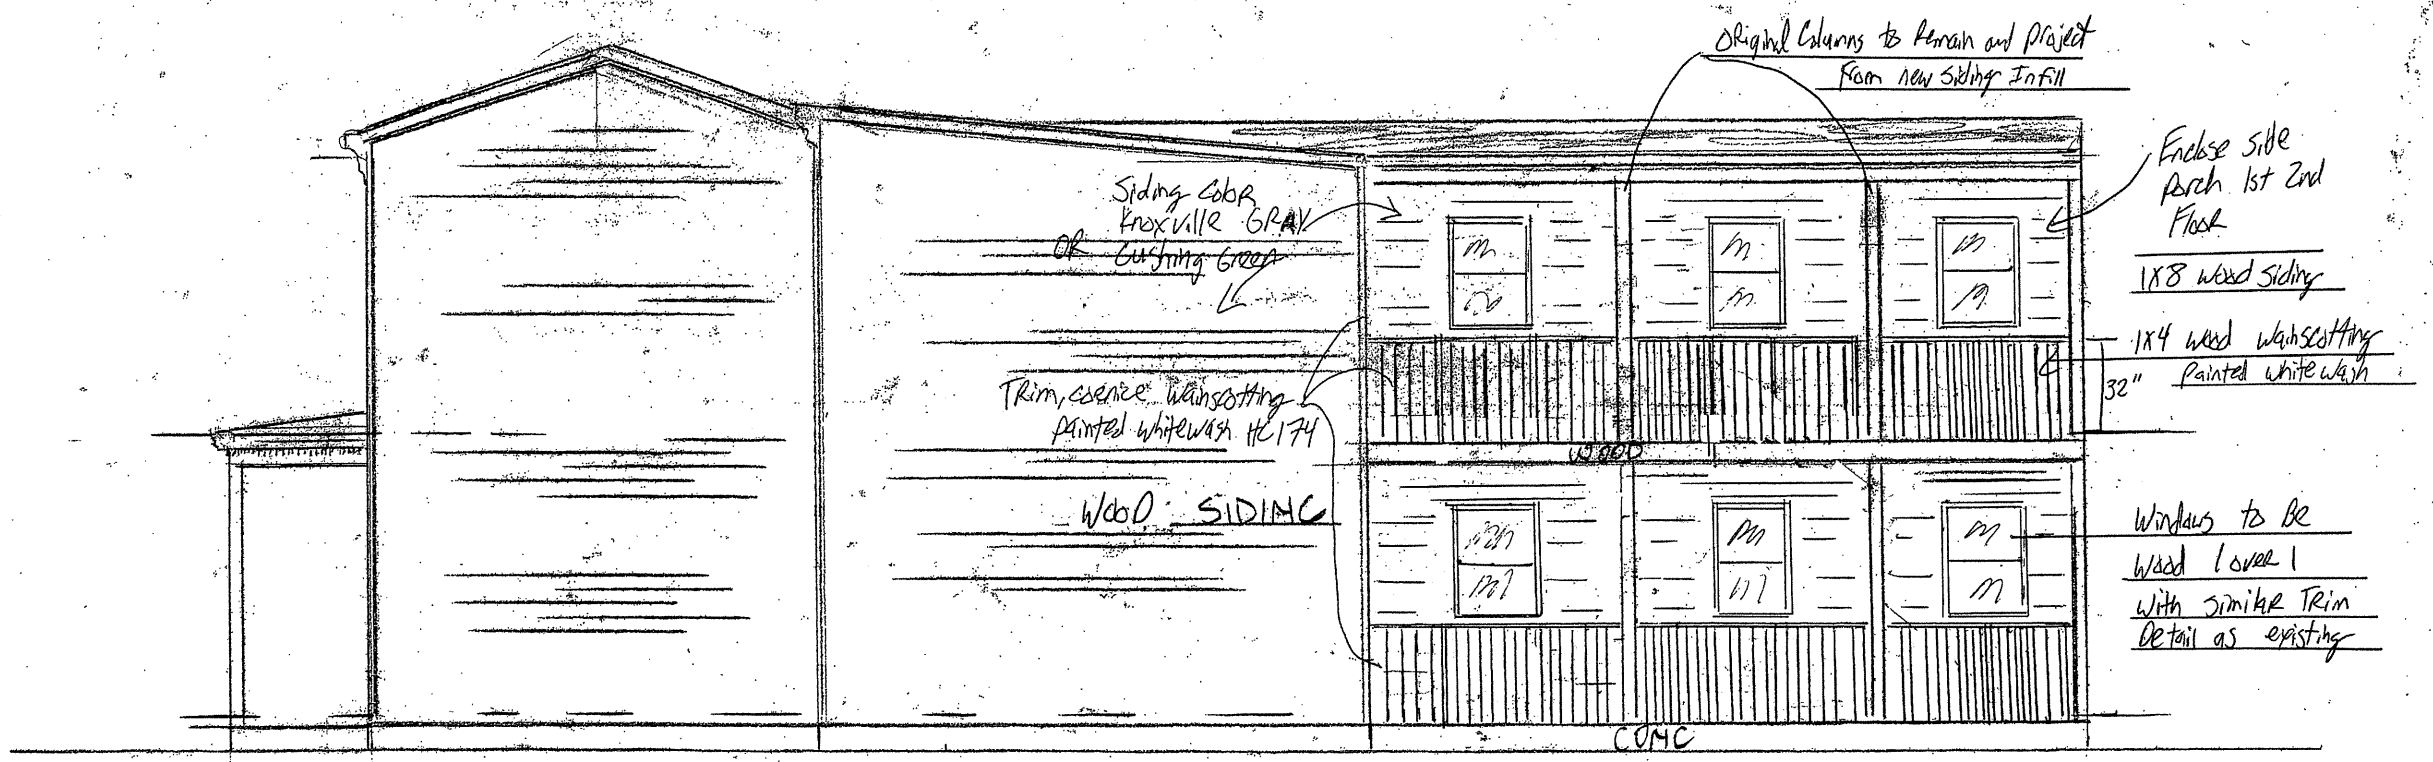 Original Columns to Remain and project
From new Siding Infill
Enclose side
porch 1st 2nd
Floor
1x8 wood siding
Siding Color
Knoxville GRAY
OR Cushing Green
1x4 wood wainscotting
painted whitewash
32"
TRim, cornice wainscotting
painted whitewash HC174
WOOD
WOOD SIDING
Windows to Be
Wood 1 over 1
With similar Trim
Detail as existing
CONC